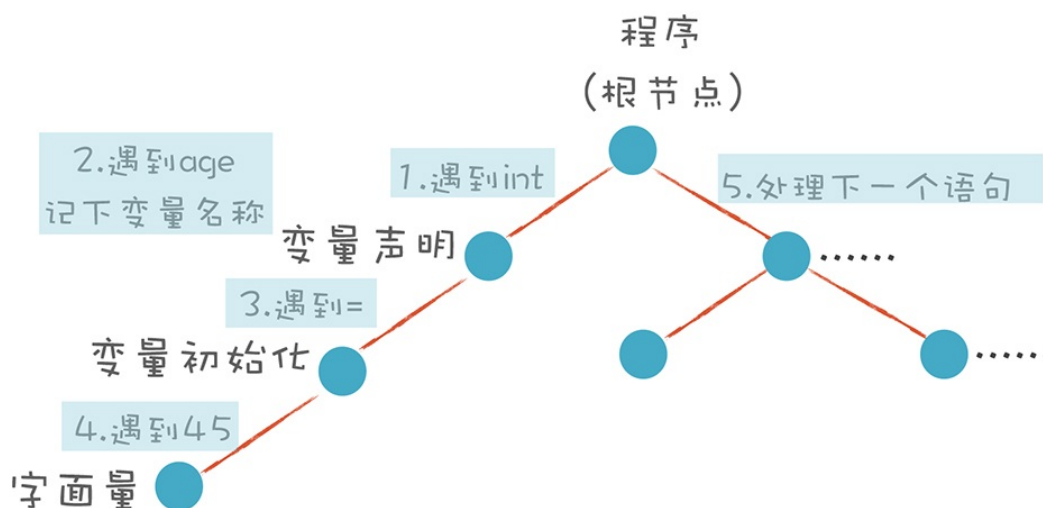 程序
(根节点)
2.遇到age
记下变量名称
1.遇到int
5.处理下一个语句
变量声明
......
3.遇到=
变量初始化
.....
4.遇到45
字面量